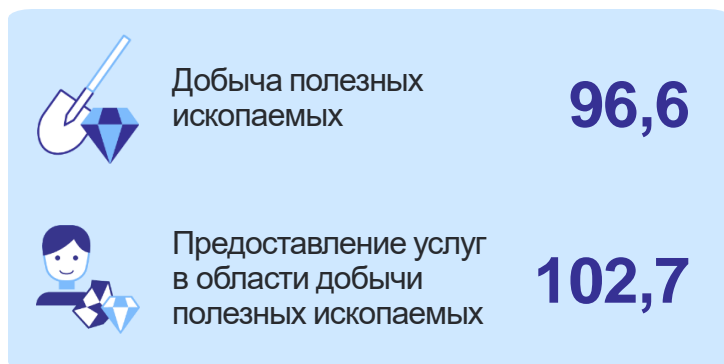 Добыча полезных
ископаемых
96,6
Предоставление услуг
в области добычи
полезных ископаемых
102,7